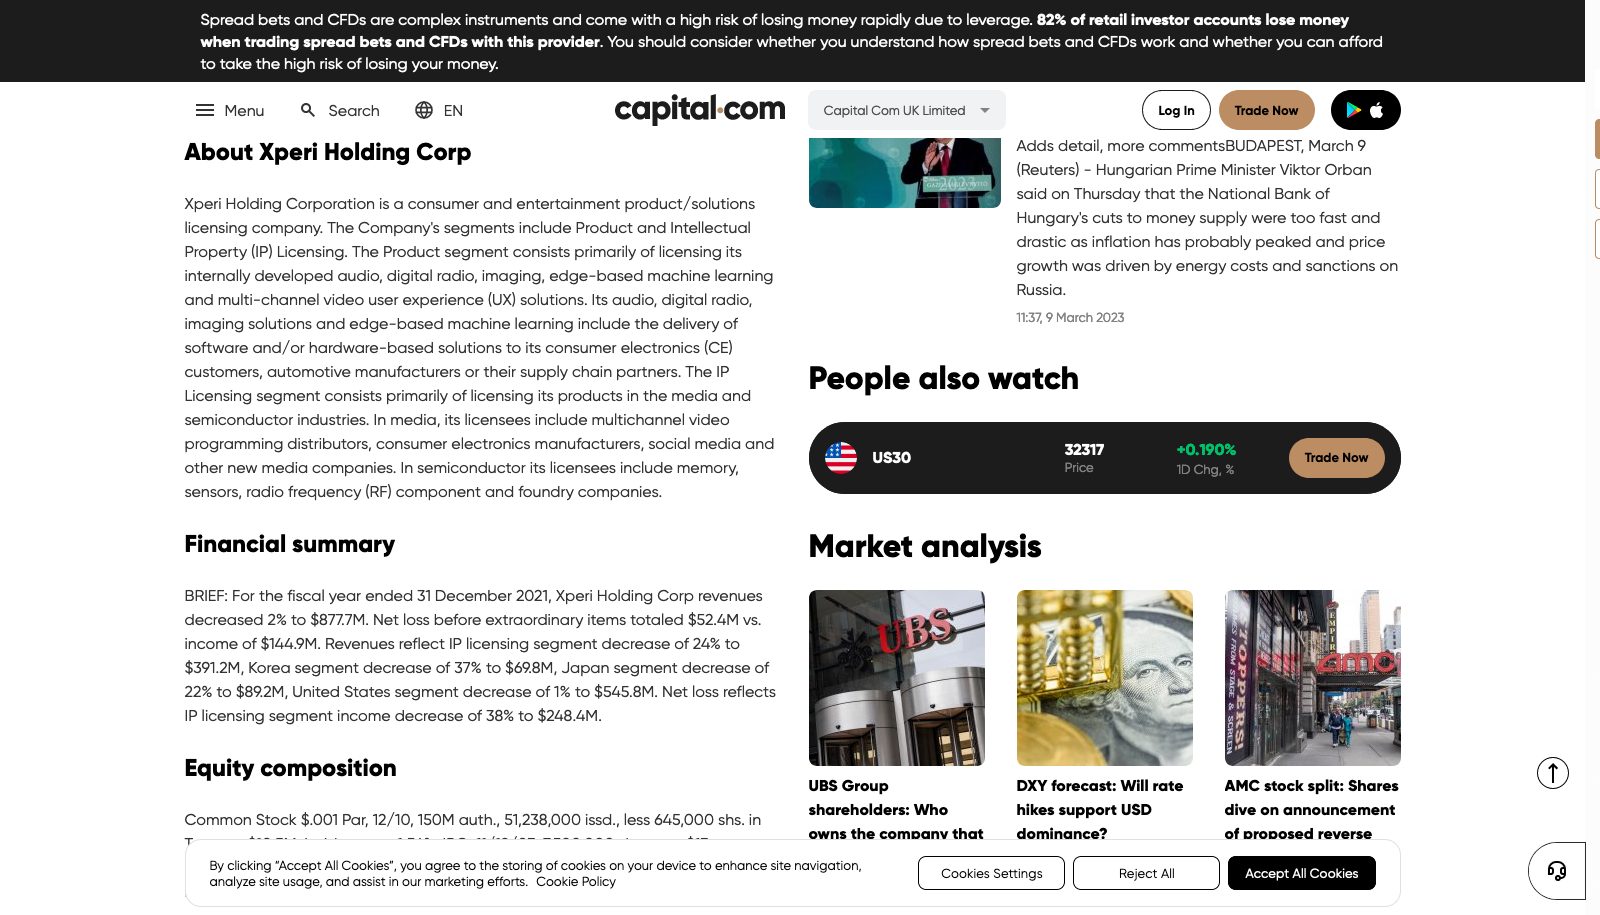 Spread bets and CFDs are complex instruments and come with a high risk of losing money rapidly due to leverage. 82% of retail investor accounts lose money
when trading spread bets and CFDs with this provider. You should consider whether you understand how spread bets and CFDs work and whether you can afford
to take the high risk of losing your money.
Menu
Search
EN
capital.com
Capital Com UK Limited
Log In
Trade Now
About Xperi Holding Corp
Xperi Holding Corporation is a consumer and entertainment product/solutions
licensing company. The Company's segments include Product and Intellectual
Property (IP) Licensing. The Product segment consists primarily of licensing its
internally developed audio, digital radio, imaging, edge-based machine learning
and multi-channel video user experience (UX) solutions. Its audio, digital radio,
imaging solutions and edge-based machine learning include the delivery of
software and/or hardware-based solutions to its consumer electronics (CE)
customers, automotive manufacturers or their supply chain partners. The IP
Licensing segment consists primarily of licensing its products in the media and
semiconductor industries. In media, its licensees include multichannel video
programming distributors, consumer electronics manufacturers, social media and
other new media companies. In semiconductor its licensees include memory,
sensors, radio frequency (RF) component and foundry companies.
Financial summary
BRIEF: For the fiscal year ended 31 December 2021, Xperi Holding Corp revenues
decreased 2% to $877.7M. Net loss before extraordinary items totaled $52.4M vs.
income of $144.9M. Revenues reflect IP licensing segment decrease of 24% to
$391.2M, Korea segment decrease of 37% to $69.8M, Japan segment decrease of
22% to $89.2M, United States segment decrease of 1% to $545.8M. Net loss reflects
IP licensing segment income decrease of 38% to $248.4M.
Equity composition
Common Stock $.001 Par, 12/10, 150M auth., 51,238,000 issd., less 645,000 shs. in
Adds detail, more commentsBUDAPEST, March 9
(Reuters) - Hungarian Prime Minister Viktor Orban
said on Thursday that the National Bank of
Hungary's cuts to money supply were too fast and
drastic as inflation has probably peaked and price
growth was driven by energy costs and sanctions on
Russia.
11:37, 9 March 2023
People also watch
US30
32317
Price
+0.190%
1D Chg, %
Trade Now
Market analysis
UBS
EMPIRE
amc
UBS Group
shareholders: Who
owns the company that
DXY forecast: Will rate
hikes support USD
dominance?
AMC stock split: Shares
dive on announcement
of proposed reverse
By clicking “Accept All Cookies”, you agree to the storing of cookies on your device to enhance site navigation,
analyze site usage, and assist in our marketing efforts. Cookie Policy
Cookies Settings
Reject All
Accept All Cookies